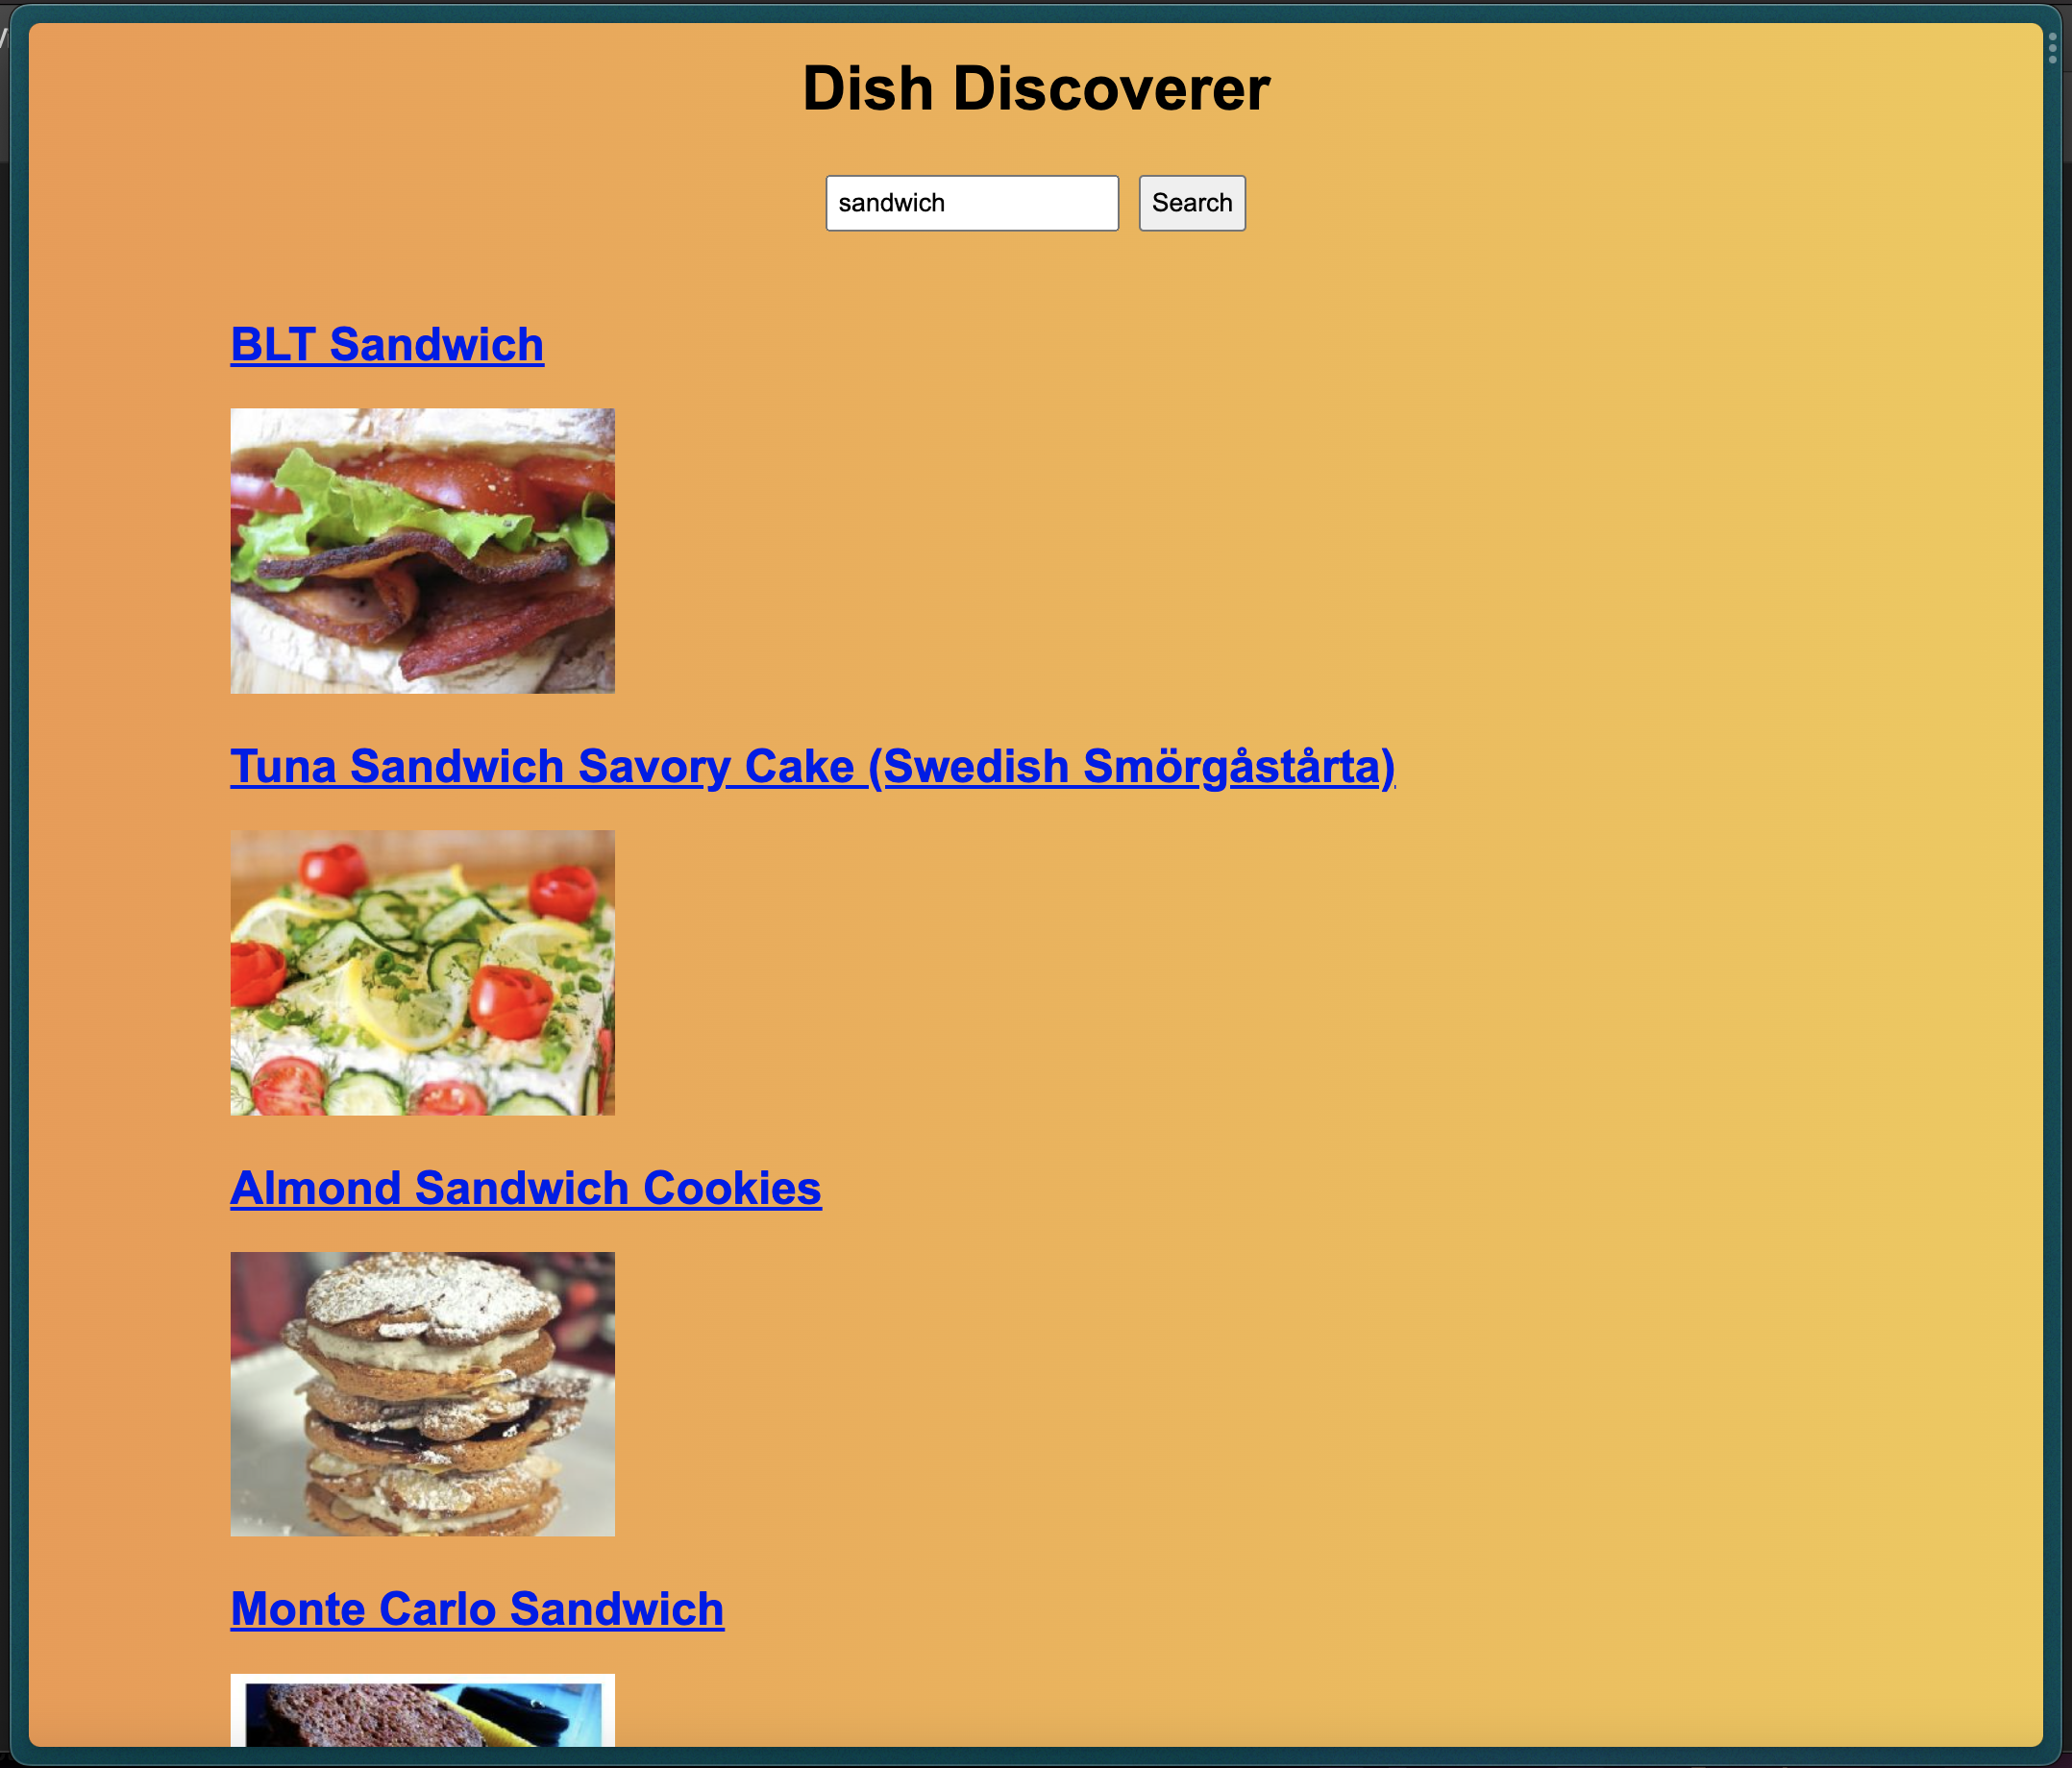 Dish Discoverer
sandwich
Search
BLT Sandwich
Tuna Sandwich Savory Cake (Swedish Smörgåstårta)
Almond Sandwich Cookies
Monte Carlo Sandwich